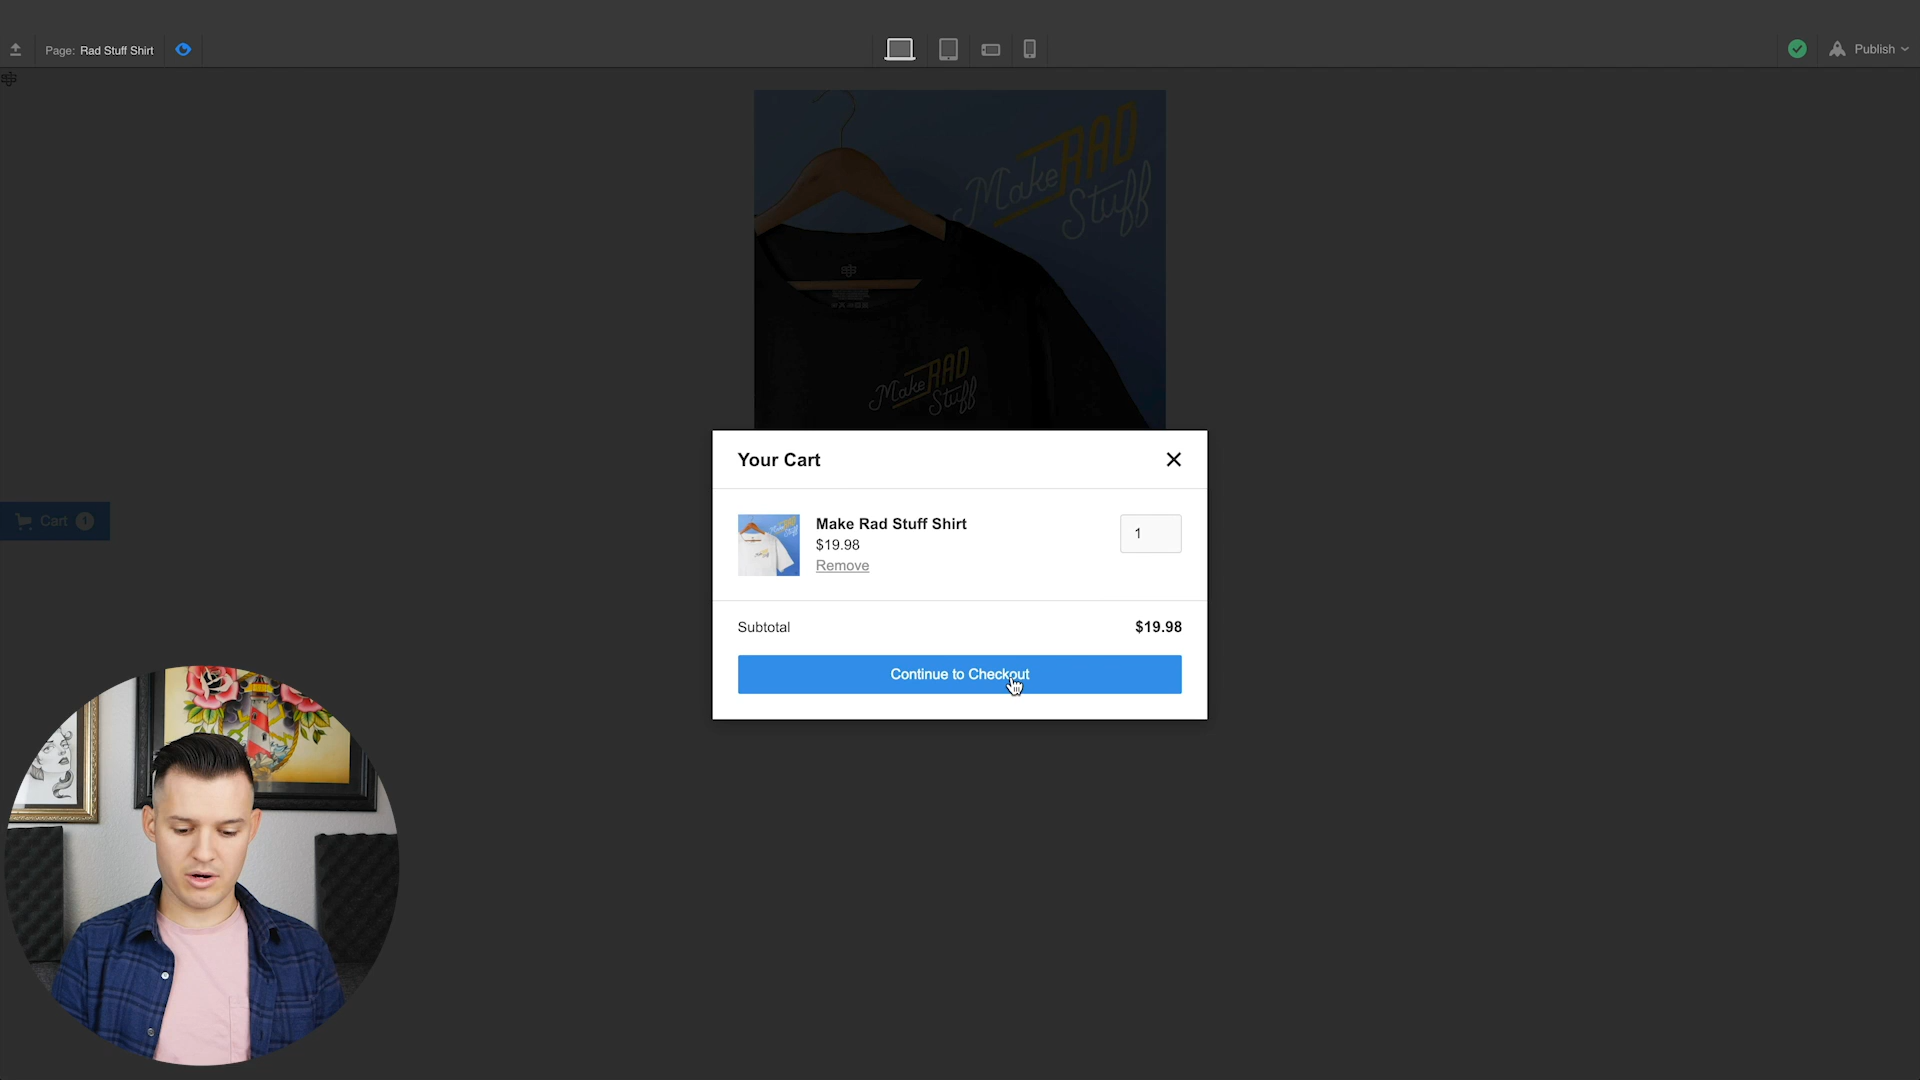 Page: Rad Stuff Shirt
Publish
Make RAD Stuff
Make RAD Stuff
Your Cart
Cart 1
Make Rad Stuff Shirt
$19.98
Remove
1
Subtotal
$19.98
Continue to Checkout